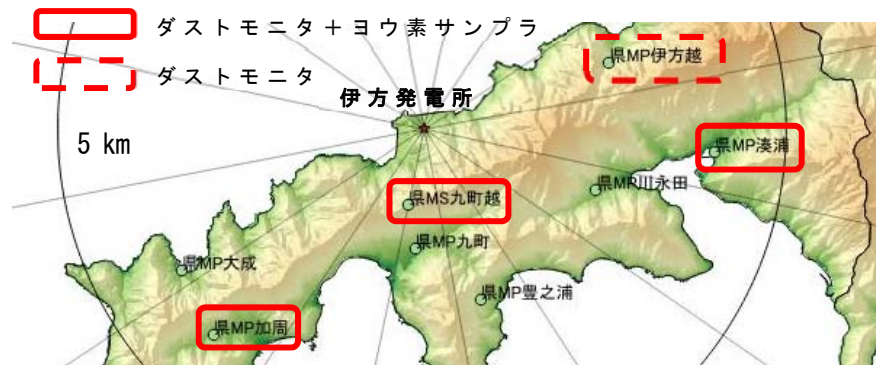 ダストモニタ＋ヨウ素サンプラ
ダストモニタ
県MP伊方越
伊方発電所
5 km
県MP湊浦
県MP川永田
県MS九町越
県MP九町
県MP大成
県MP豊之浦
県MP加周